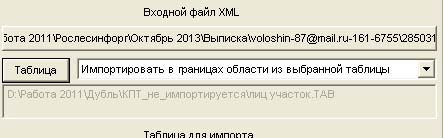 Входной файл XML
бота 2011\Рослесинфорг\Октябрь 2013\Выписка\voloshin-87@mail.ru-161-6755\285031
Таблица Импортировать в границах области из выбранной таблицы
D:\Работа 2011\Дубль\КПТ_не_импортируется\лиц участок.TAB
Таблица для импорта